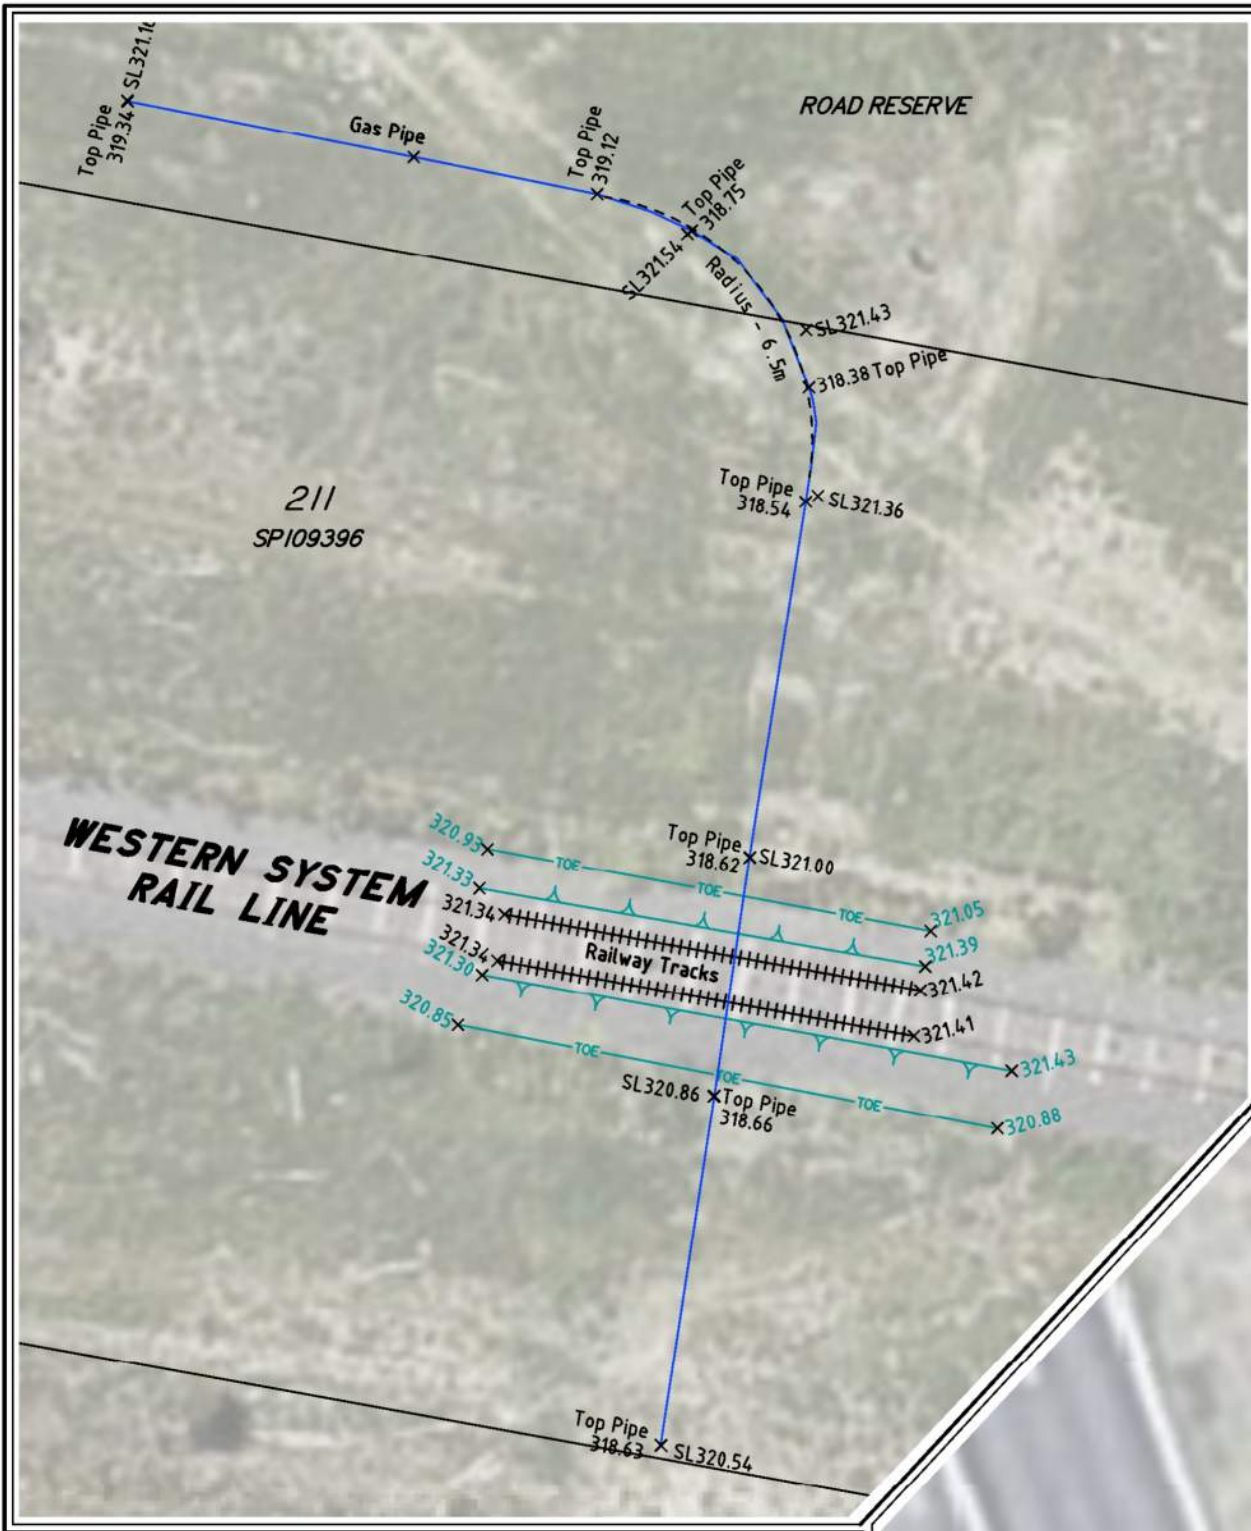 SL321.16
Top Pipe
319.34
Gas Pipe
Top Pipe
319.12
ROAD RESERVE
Top Pipe
318.75
SL321.54
Radius - 6.5m
SL321.43
318.38 Top Pipe
Top Pipe
318.54
SL321.36
211
SP109396
WESTERN SYSTEM
RAIL LINE
Top Pipe
318.62
SL321.00
320.93
TOE
TOE
TOE
321.05
321.33
321.39
321.34
Railway Tracks
321.42
321.34
321.41
321.30
321.43
320.85
TOE
TOE
TOE
320.88
SL320.86
Top Pipe
318.66
Top Pipe
318.63
SL320.54